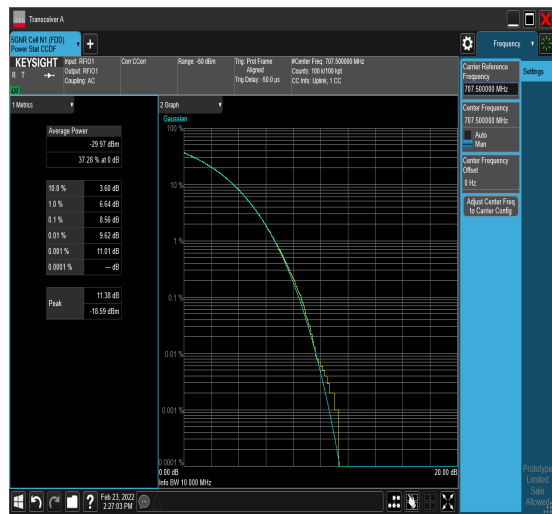 Transceiver A
5GNR Cell N1 (FDD)
Power Stat CCDF
Frequency
KEYSIGHT
R T
LXI
Input: RFIO1
Output: RFIO1
Coupling: AC
Corr CCorr
Range: -60 dBm
Trig: Prot Frame
Aligned
Trig Delay: -50.0 µs
#Center Freq: 707.500000 MHz
Counts: 100 k/100 kpt
CC Info: Uplink, 1 CC
1 Metrics
Average Power
-29.97 dBm
37.28 % at 0 dB
10.0 % 3.60 dB
1.0 % 6.64 dB
0.1 % 8.56 dB
0.01 % 9.62 dB
0.001 % 11.01 dB
0.0001 % --- dB
Peak
11.38 dB
-18.59 dBm
2 Graph
Gaussian
100 %
10 %
1 %
0.1 %
0.01 %
0.001 %
0.0001 %
0.00 dB
20.00 dB
Info BW 10.000 MHz
Carrier Reference
Frequency
707.500000 MHz
Center Frequency
707.500000 MHz
Auto
Man
Center Frequency
Offset
0 Hz
Adjust Center Freq
to Carrier Config
Settings
Prototype
Limited
Sale
Allowed
Feb 23, 2022
2:27:03 PM